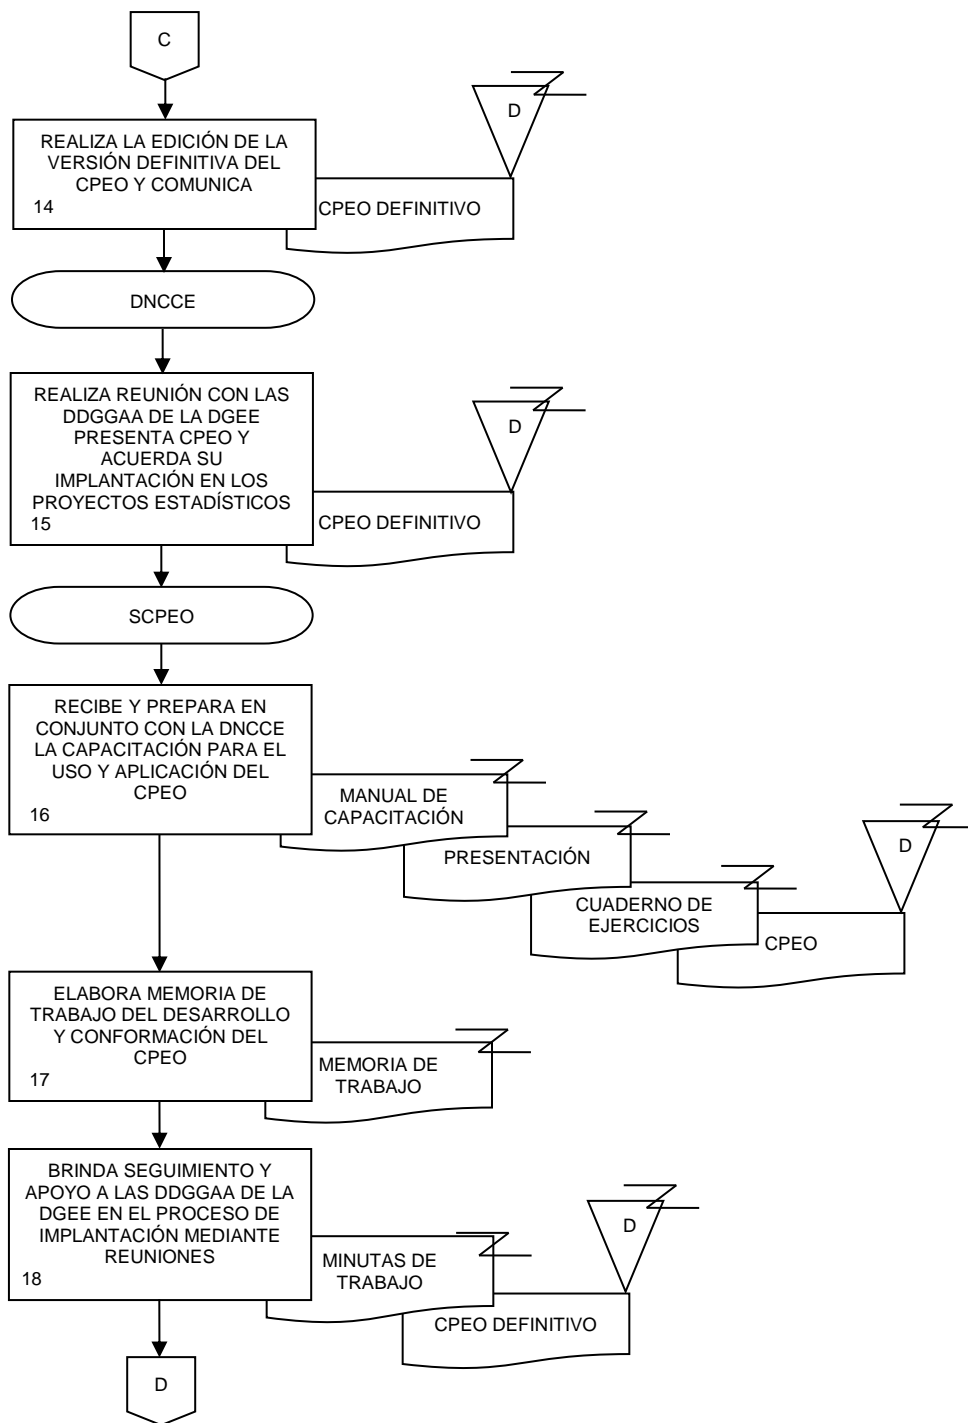 C
D
REALIZA LA EDICIÓN DE LA
VERSIÓN DEFINITIVA DEL
CPEO Y COMUNICA
14
CPEO DEFINITIVO
DNCCE
REALIZA REUNIÓN CON LAS
DDGGAA DE LA DGEE
PRESENTA CPEO Y
ACUERDA SU
IMPLANTACIÓN EN LOS
PROYECTOS ESTADÍSTICOS
15
D
CPEO DEFINITIVO
SCPEO
RECIBE Y PREPARA EN
CONJUNTO CON LA DNCCE
LA CAPACITACIÓN PARA EL
USO Y APLICACIÓN DEL
CPEO
16
MANUAL DE
CAPACITACIÓN
PRESENTACIÓN
CUADERNO DE
EJERCICIOS
D
CPEO
ELABORA MEMORIA DE
TRABAJO DEL DESARROLLO
Y CONFORMACIÓN DEL
CPEO
17
MEMORIA DE
TRABAJO
BRINDA SEGUIMIENTO Y
APOYO A LAS DDGGAA DE LA
DGEE EN EL PROCESO DE
IMPLANTACIÓN MEDIANTE
REUNIONES
18
MINUTAS DE
TRABAJO
D
CPEO DEFINITIVO
D